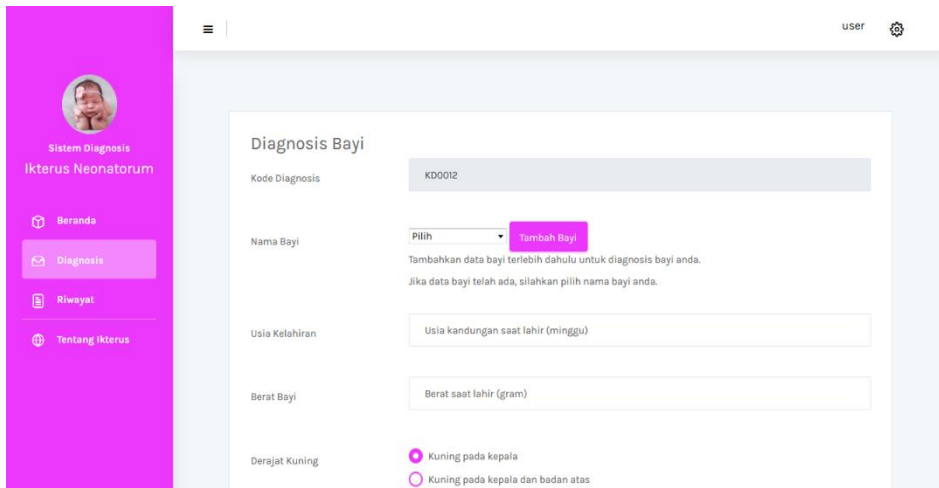 user
Sistem Diagnosis
Ikterus Neonatorum
Beranda
Diagnosis
Riwayat
Tentang Ikterus
Diagnosis Bayi
Kode Diagnosis
KD0012
Nama Bayi
Pilih
Tambah Bayi
Tambahkan data bayi terlebih dahulu untuk diagnosis bayi anda.
Jika data bayi telah ada, silahkan pilih nama bayi anda.
Usia Kelahiran
Usia kandungan saat lahir (minggu)
Berat Bayi
Berat saat lahir (gram)
Derajat Kuning
Kuning pada kepala
Kuning pada kepala dan badan atas